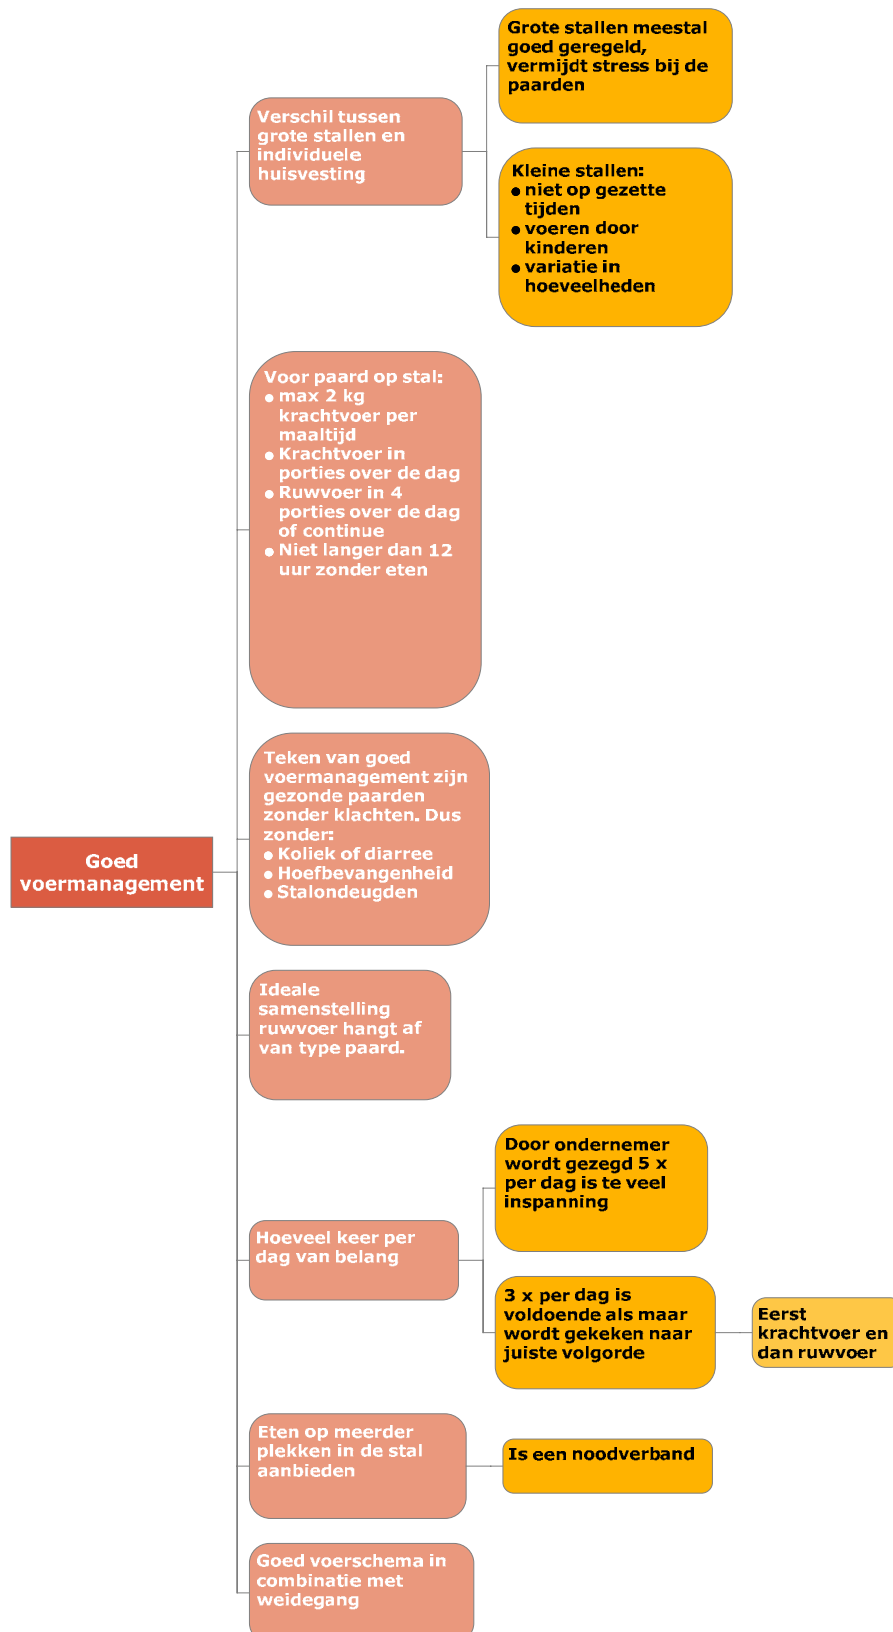 Grote stallen meestal
goed geregeld,
vermijdt stress bij de
paarden
Verschil tussen
grote stallen en
individuele
huisvesting
Kleine stallen:
● niet op gezette
tijden
● voeren door
kinderen
● variatie in
hoeveelheden
Voor paard op stal:
● max 2 kg
krachtvoer per
maaltijd
● Krachtvoer in
porties over de dag
● Ruwvoer in 4
porties over de dag
of continue
● Niet langer dan 12
uur zonder eten
Teken van goed
voermanagement zijn
gezonde paarden
zonder klachten. Dus
zonder:
● Koliek of diarree
● Hoefbevangenheid
● Stalondeugden
Goed
voermanagement
Ideale
samenstelling
ruwvoer hangt af
van type paard.
Door ondernemer
wordt gezegd 5 x
per dag is te veel
inspanning
Hoeveel keer per
dag van belang
3 x per dag is
voldoende als maar
wordt gekeken naar
juiste volgorde
Eerst
krachtvoer en
dan ruwvoer
Eten op meerder
plekken in de stal
aanbieden
Is een noodverband
Goed voerschema in
combinatie met
weidegang